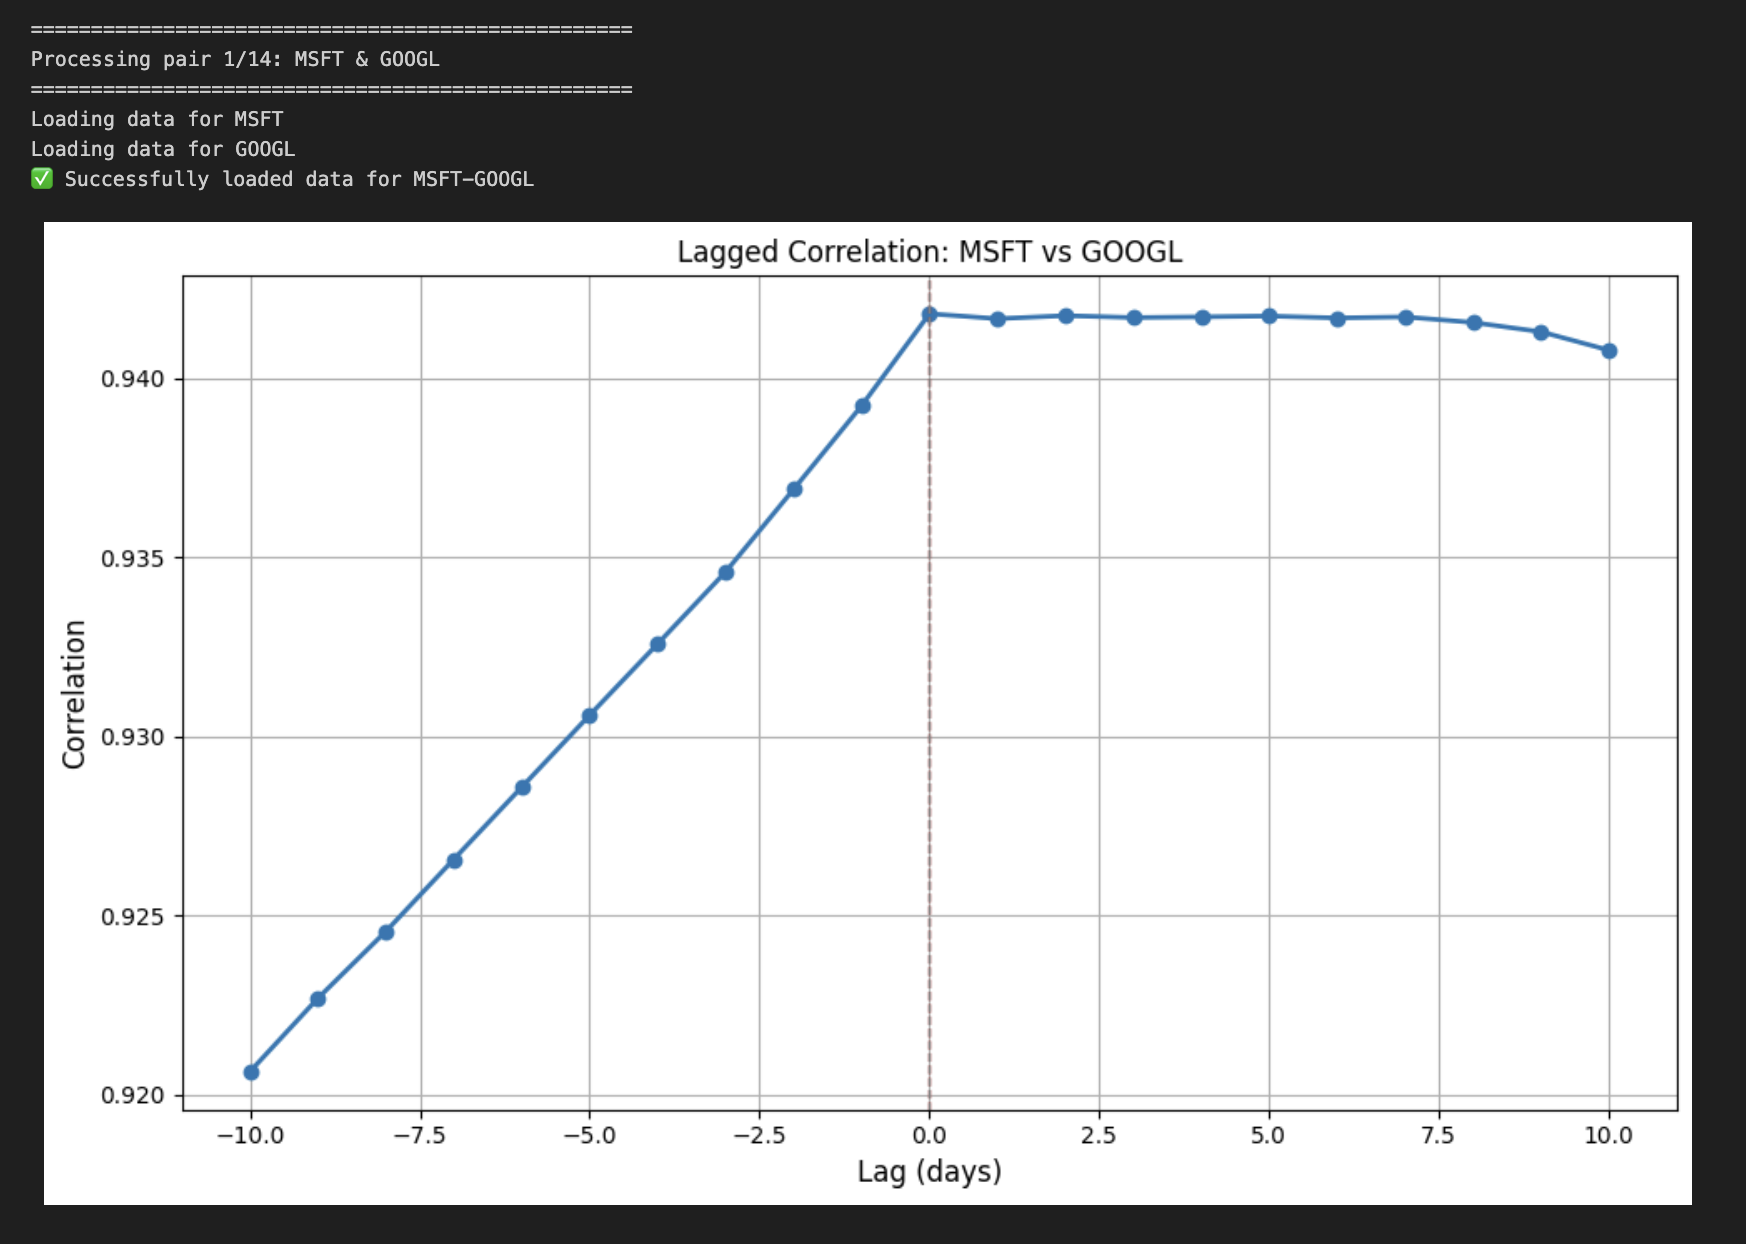 ==================================================
Processing pair 1/14: MSFT & GOOGL
==================================================
Loading data for MSFT
Loading data for GOOGL
✅ Successfully loaded data for MSFT-GOOGL
Lagged Correlation: MSFT vs GOOGL
Correlation
0.940
0.935
0.930
0.925
0.920
−10.0 −7.5 −5.0 −2.5 0.0 2.5 5.0 7.5 10.0
Lag (days)